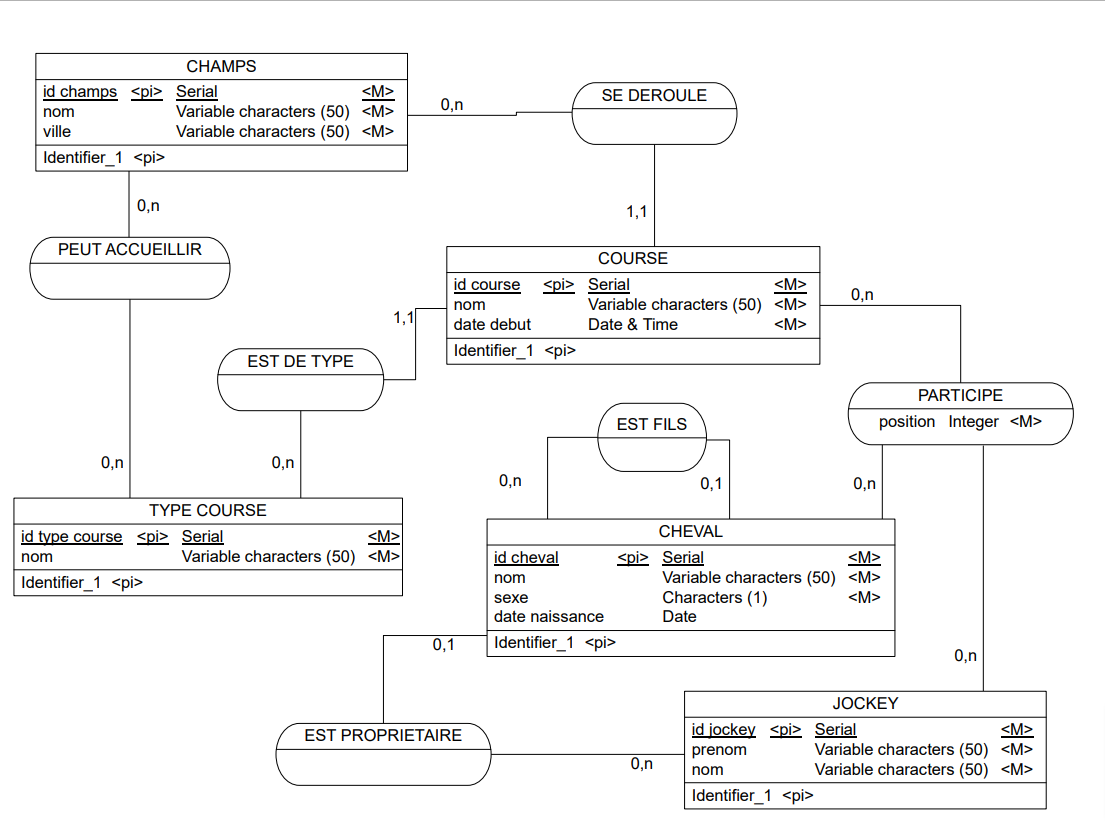 CHAMPS
id champs <pi> Serial <M>
nom Variable characters (50) <M>
ville Variable characters (50) <M>
Identifier_1 <pi>
0,n
SE DEROULE
0,n
1,1
PEUT ACCUEILLIR
COURSE
id course <pi> Serial <M>
nom Variable characters (50) <M>
date debut Date & Time <M>
Identifier_1 <pi>
0,n
1,1
EST DE TYPE
PARTICIPE
position Integer <M>
EST FILS
0,n
0,n
0,n
0,1
0,n
TYPE COURSE
id type course <pi> Serial <M>
nom Variable characters (50) <M>
Identifier_1 <pi>
CHEVAL
id cheval <pi> Serial <M>
nom Variable characters (50) <M>
sexe Characters (1) <M>
date naissance Date
Identifier_1 <pi>
0,1
0,n
EST PROPRIETAIRE
0,n
JOCKEY
id jockey <pi> Serial <M>
prenom Variable characters (50) <M>
nom Variable characters (50) <M>
Identifier_1 <pi>